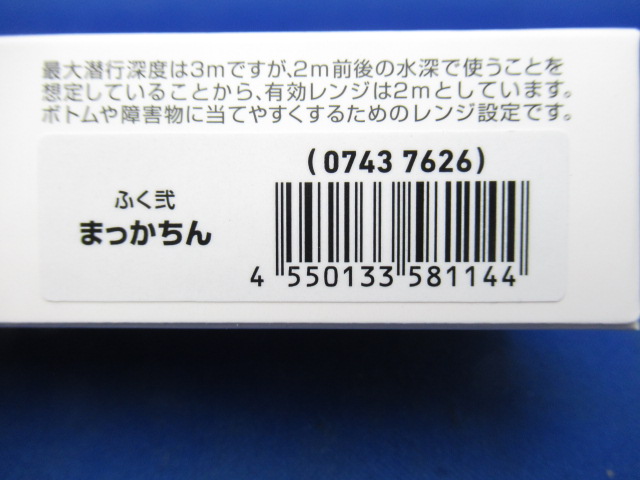 最大潜行深度は3mですが、2m前後の水深で使うことを
想定していることから、有効レンジは2mとしています。
ボトムや障害物に当てやすくするためのレンジ設定です。
(0743 7626)
ふく弐
まっかちん
4 550133 581144